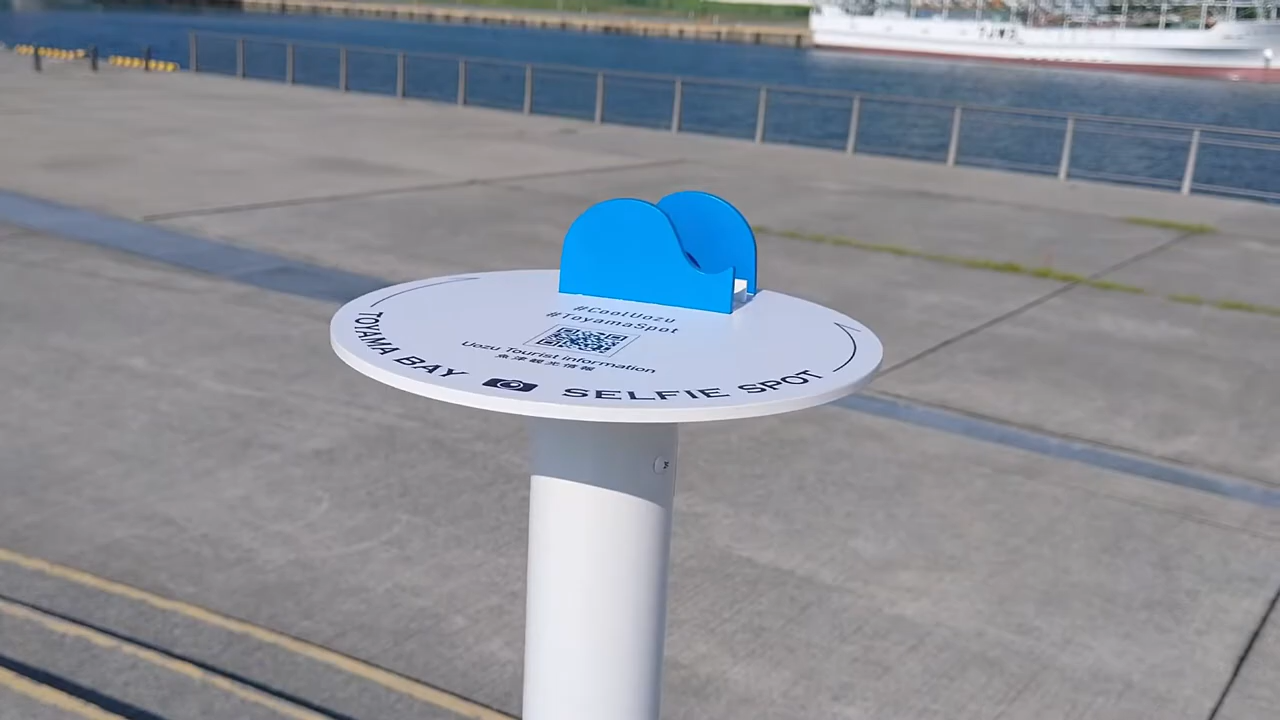 #CoolUozu
#ToyamaSpot
Uozu Tourist information
魚津観光情報
TOYAMA BAY SELFIE SPOT